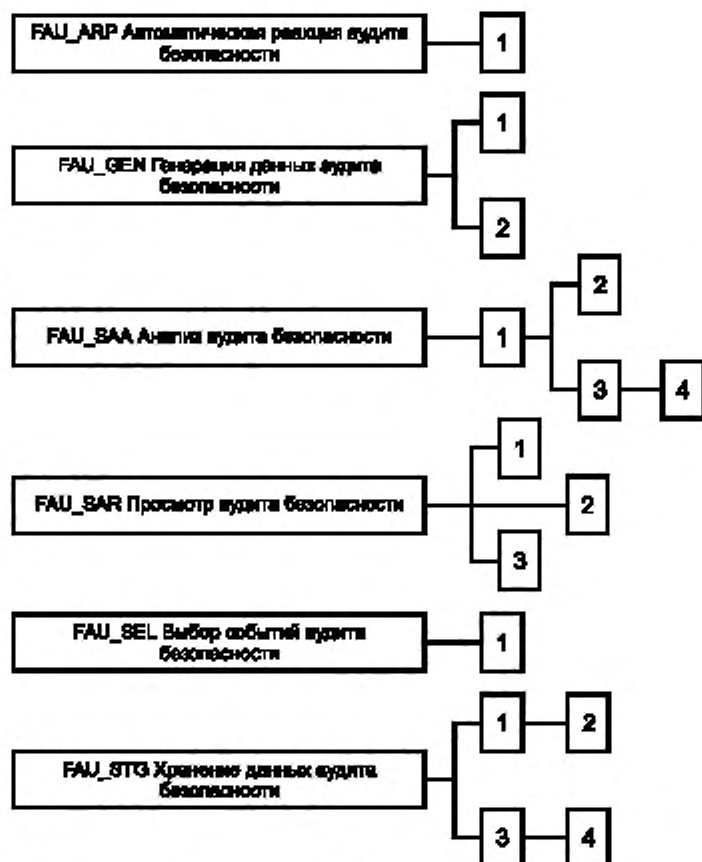 FAU_ARP Автоматическая реакция аудита
безопасности
1
1
FAU_GEN Генерация данных аудита
безопасности
2
2
FAU_SAA Анализ аудита безопасности
1
3
4
1
FAU_SAR Просмотр аудита безопасности
2
3
FAU_SEL Выбор событий аудита
безопасности
1
1
2
FAU_STG Хранение данных аудита
безопасности
3
4